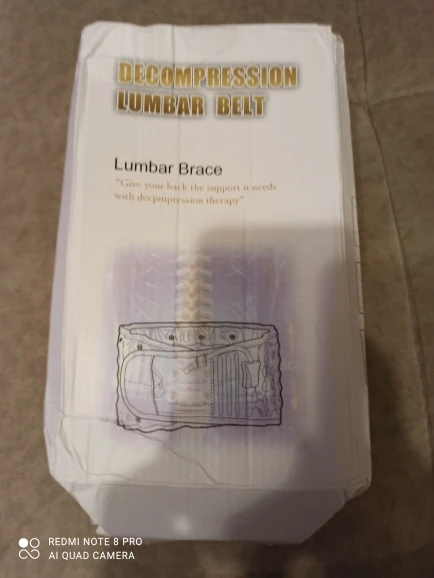 DECOMPRESSION
LUMBAR BELT
Lumbar Brace
"Give your back the support it needs
with decpmpression therapy"
REDMI NOTE 8 PRO
AI QUAD CAMERA